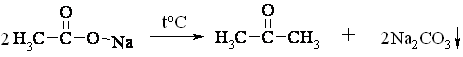 O t°C O
2 H₃C–C–O–Na ⟶ H₃C–C–CH₃ + 2Na₂CO₃↓